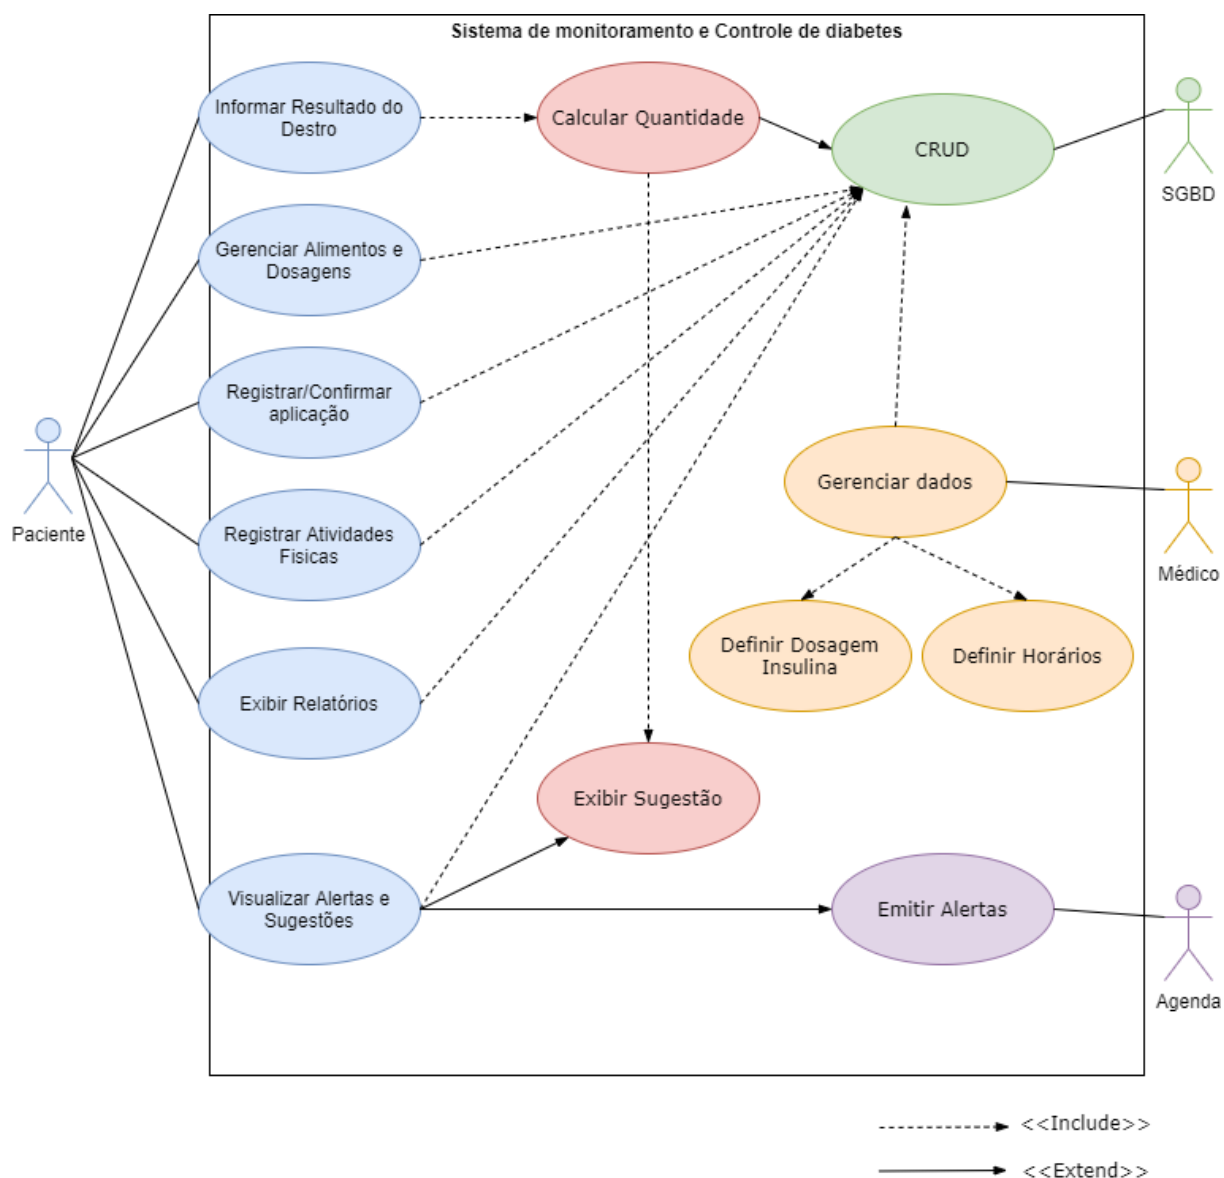 Sistema de monitoramento e Controle de diabetes
Informar Resultado do
Destro
Calcular Quantidade
CRUD
SGBD
Gerenciar Alimentos e
Dosagens
Registrar/Confirmar
aplicação
Paciente
Registrar Atividades
Fisicas
Gerenciar dados
Médico
Definir Dosagem
Insulina
Definir Horários
Exibir Relatórios
Exibir Sugestão
Visualizar Alertas e
Sugestões
Emitir Alertas
Agenda
<<Include>>
<<Extend>>